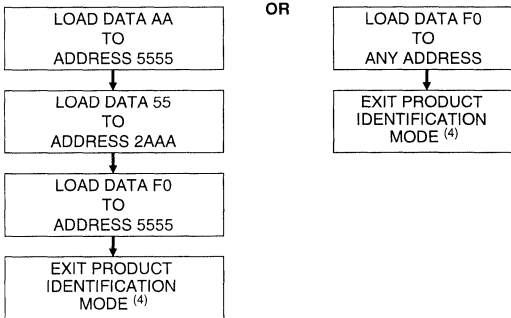 LOAD DATA AA
TO
ADDRESS 5555
LOAD DATA 55
TO
ADDRESS 2AAA
LOAD DATA F0
TO
ADDRESS 5555
EXIT PRODUCT
IDENTIFICATION
MODE (4)
OR
LOAD DATA F0
TO
ANY ADDRESS
EXIT PRODUCT
IDENTIFICATION
MODE (4)